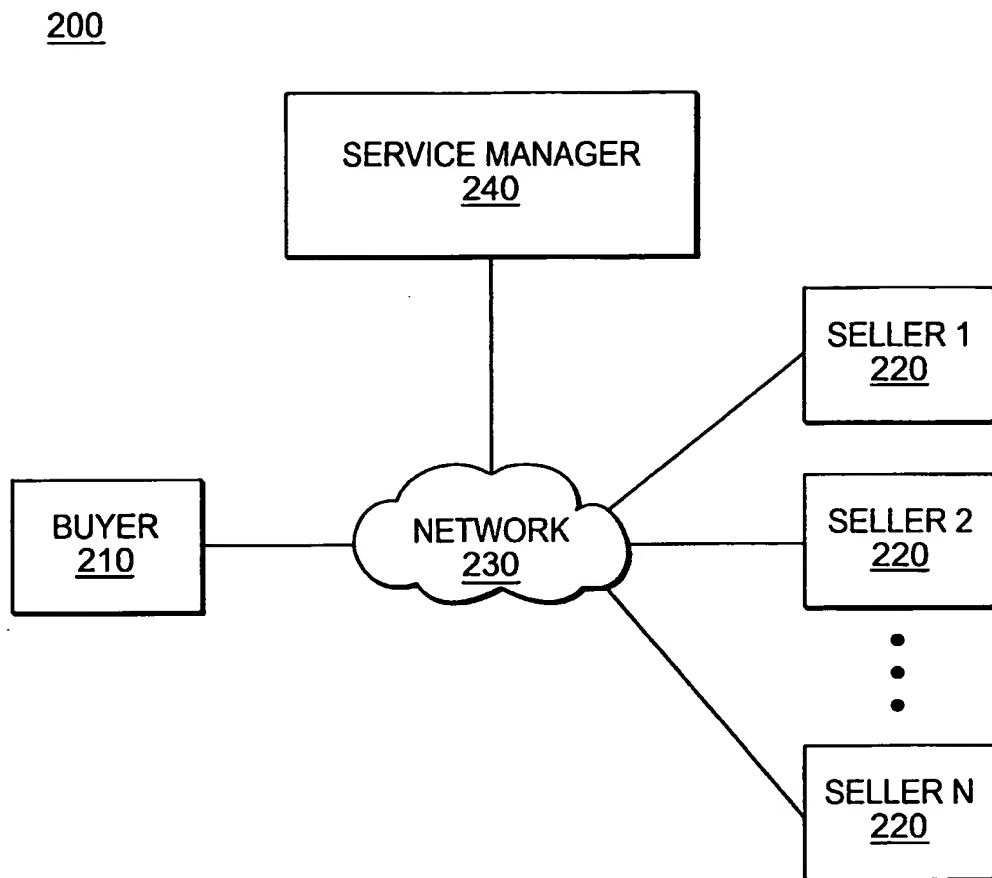 200
SERVICE MANAGER
240
SELLER 1
220
BUYER
210
NETWORK
230
SELLER 2
220
SELLER N
220